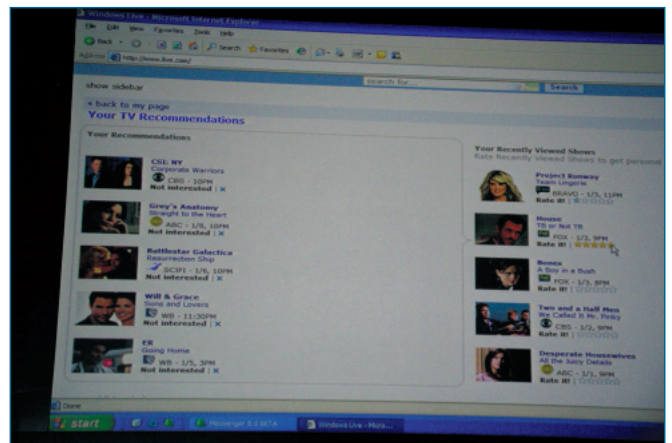 Windows Live - Microsoft Internet Explorer
File Edit View Favorites Tools Help
Back Search Favorites
Address http://www.live.com/
search for... Search
show sidebar
« back to my page
Your TV Recommendations
Your Recommendations
CSI: NY
Corporate Warriors
CBS - 10PM
Not interested | x
Grey's Anatomy
Straight to the Heart
ABC - 1/8, 10PM
Not interested | x
Battlestar Galactica
Resurrection Ship
SCIFI - 1/6, 10PM
Not interested | x
Will & Grace
Sons and Lovers
WB - 11:30PM
Not interested | x
ER
Going Home
WB - 1/5, 3PM
Not interested | x
Your Recently Viewed Shows
Rate Recently Viewed Shows to get personal
Project Runway
Team Lingerie
BRAVO - 1/3, 11PM
Rate it! |
House
TB or Not TB
FOX - 1/3, 9PM
Rate it! |
Bones
A Boy in a Bush
FOX - 1/3, 8PM
Rate it! |
Two and a Half Men
We Called It Mr. Pinky
CBS - 1/2, 9PM
Rate it! |
Desperate Housewives
All the Juicy Details
ABC - 1/1, 9PM
Rate it! |
Done
start Messenger 8.0 BETA Windows Live - Micro...